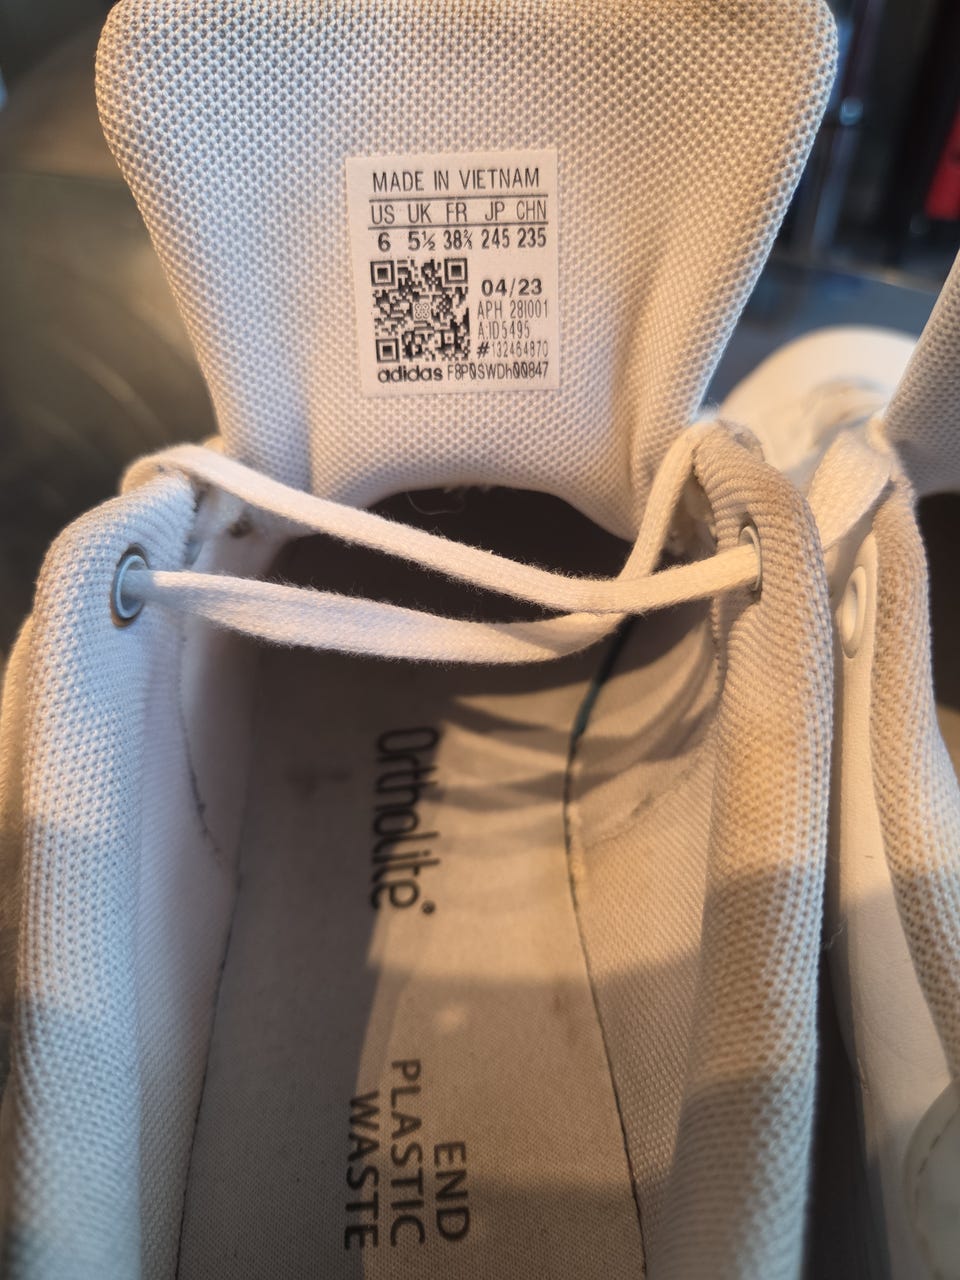 MADE IN VIETNAM
US UK FR JP CHN
6 5½ 38⅔ 245 235
04/23
APH 28I001
A:ID5495
#132464870
adidas F8P0SWDh00847
OrthoLite®
END
PLASTIC
WASTE